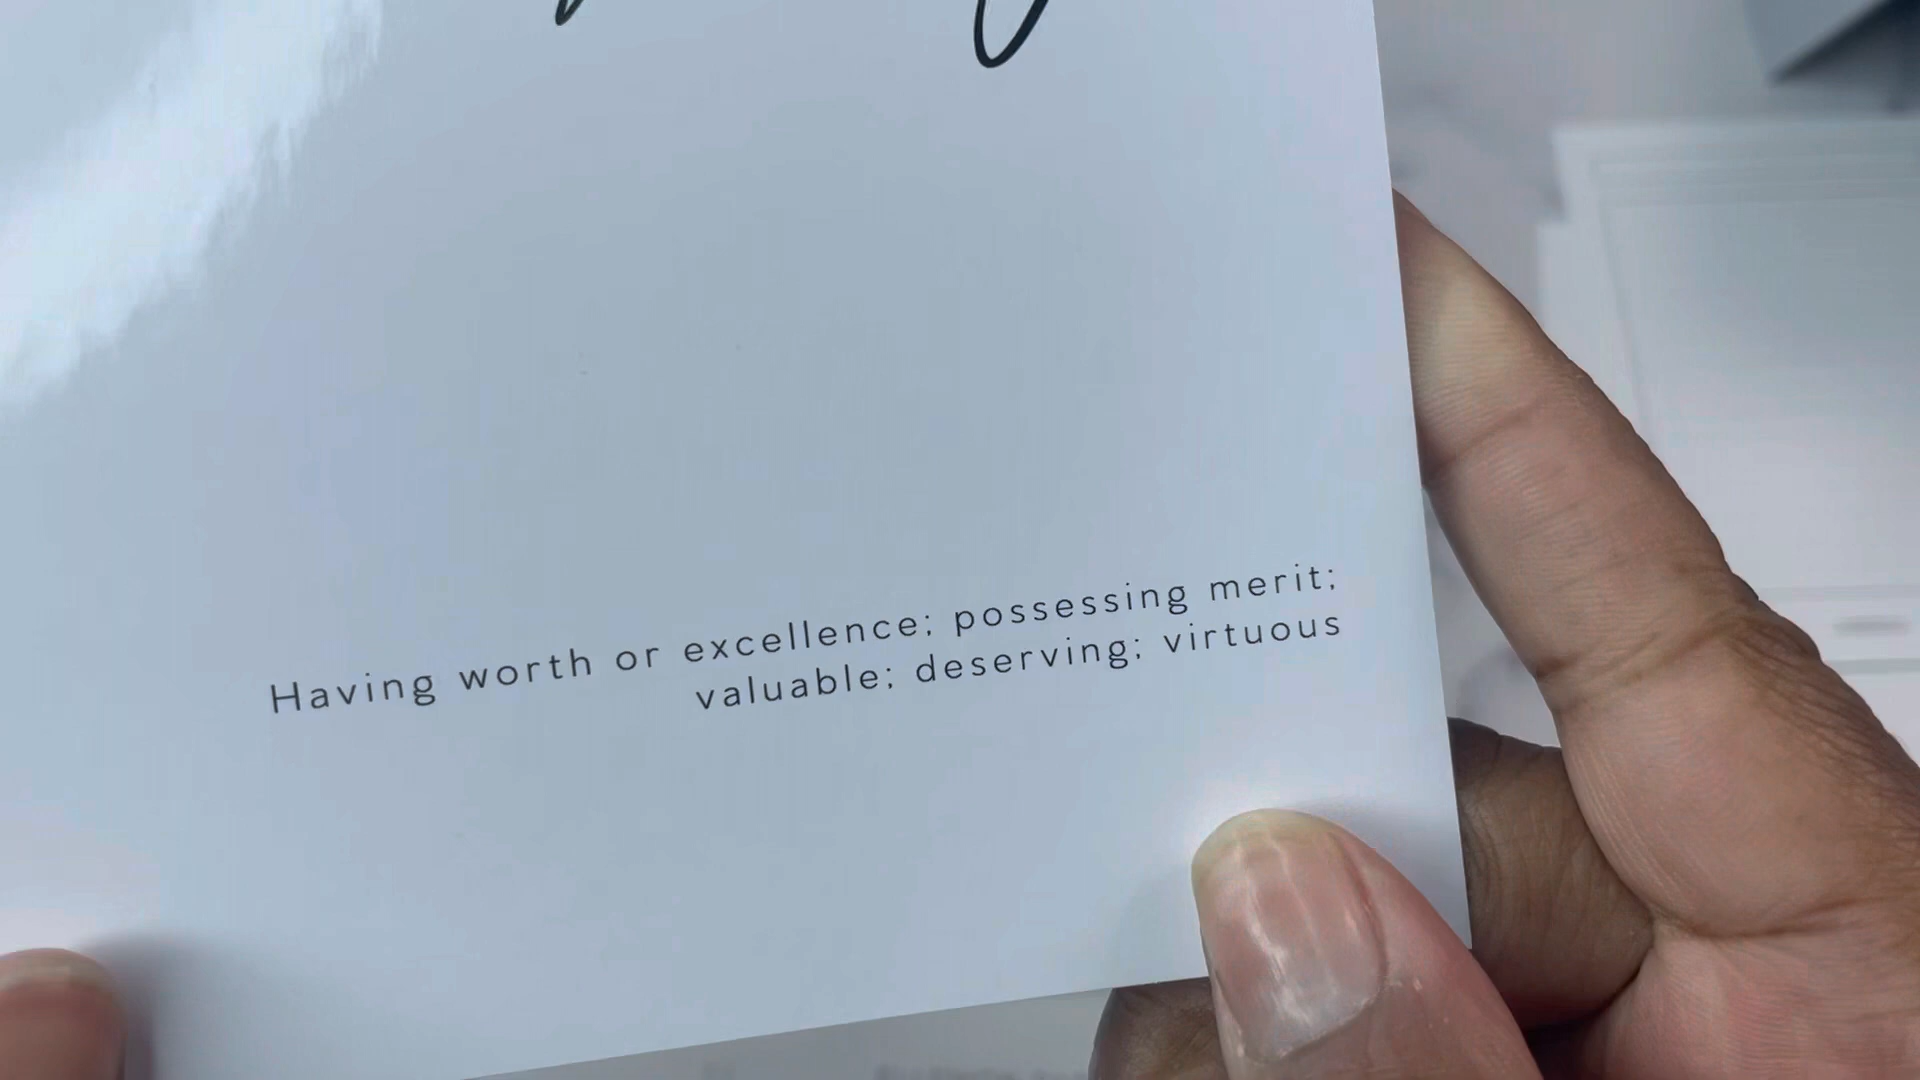 Having worth or excellence; possessing merit;
valuable; deserving; virtuous